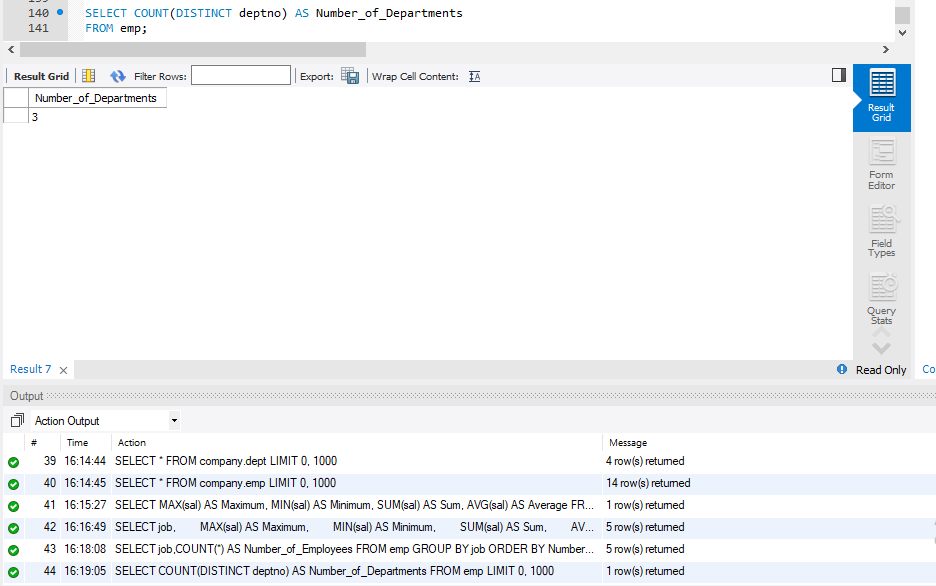 140 SELECT COUNT(DISTINCT deptno) AS Number_of_Departments
141 FROM emp;
Result Grid Filter Rows: Export: Wrap Cell Content: IA
Number_of_Departments
3
Result Grid
Form Editor
Field Types
Query Stats
Result 7 Read Only Co
Output
Action Output
# Time Action Message
39 16:14:44 SELECT * FROM company.dept LIMIT 0, 1000 4 row(s) returned
40 16:14:45 SELECT * FROM company.emp LIMIT 0, 1000 14 row(s) returned
41 16:15:27 SELECT MAX(sal) AS Maximum, MIN(sal) AS Minimum, SUM(sal) AS Sum, AVG(sal) AS Average FR... 1 row(s) returned
42 16:16:49 SELECT job, MAX(sal) AS Maximum, MIN(sal) AS Minimum, SUM(sal) AS Sum, AV... 5 row(s) returned
43 16:18:08 SELECT job,COUNT(*) AS Number_of_Employees FROM emp GROUP BY job ORDER BY Number... 5 row(s) returned
44 16:19:05 SELECT COUNT(DISTINCT deptno) AS Number_of_Departments FROM emp LIMIT 0, 1000 1 row(s) returned